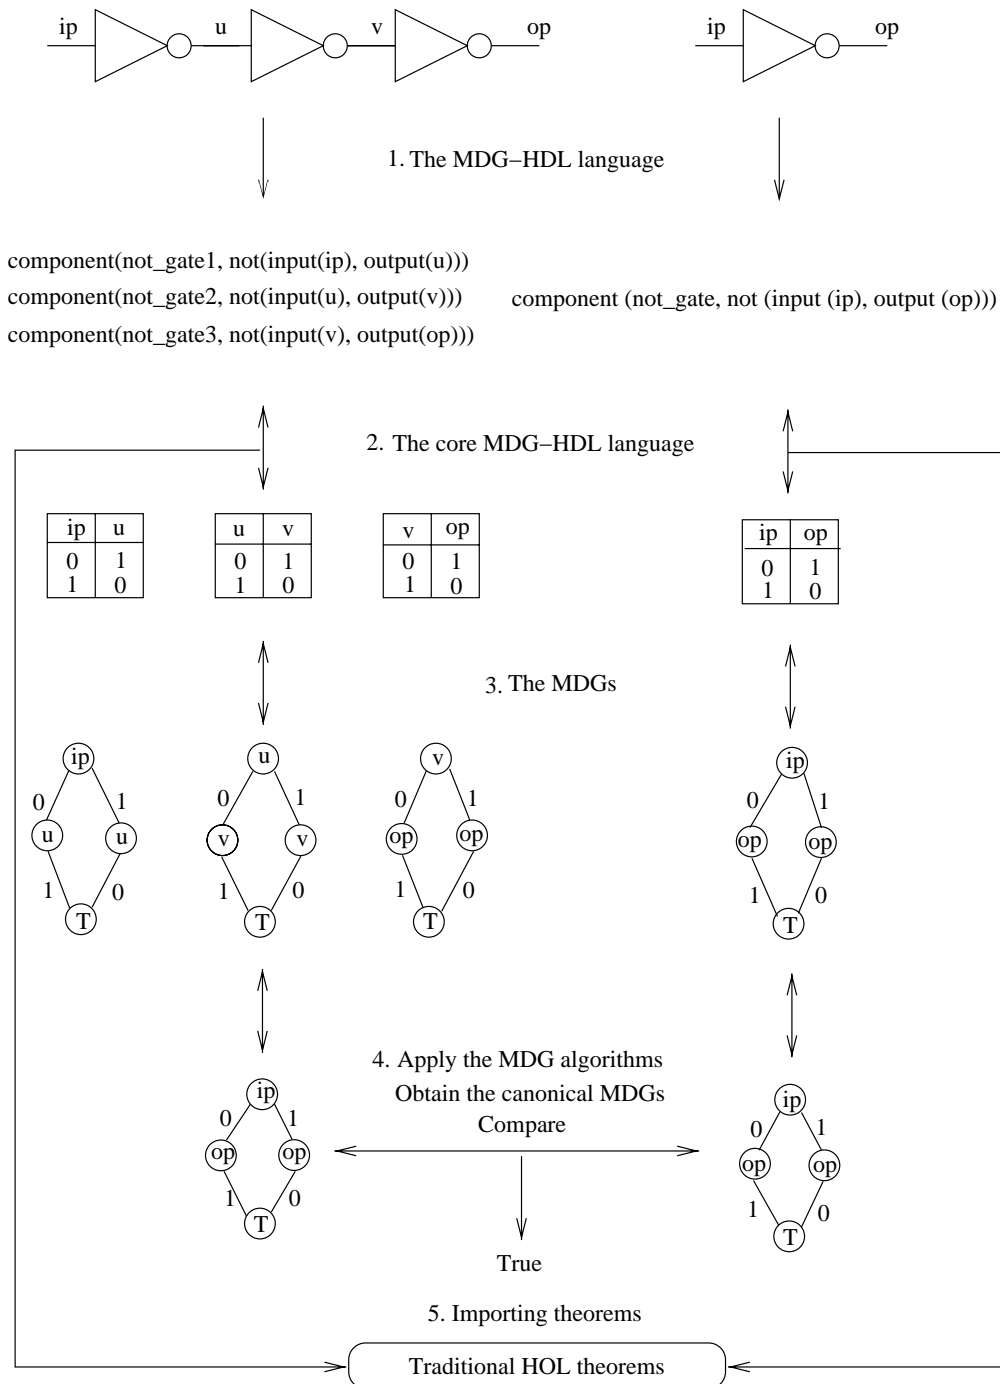 ip u v op ip op
1. The MDG–HDL language
component(not_gate1, not(input(ip), output(u)))
component(not_gate2, not(input(u), output(v)))
component(not_gate3, not(input(v), output(op)))
component (not_gate, not (input (ip), output (op)))
2. The core MDG–HDL language
ip u
0 1
1 0
u v
0 1
1 0
v op
0 1
1 0
ip op
0 1
1 0
3. The MDGs
ip
0 1
u u
1 0
T
u
0 1
v v
1 0
T
v
0 1
op op
1 0
T
ip
0 1
op op
1 0
T
4. Apply the MDG algorithms
Obtain the canonical MDGs
Compare
ip
0 1
op op
1 0
T
ip
0 1
op op
1 0
T
True
5. Importing theorems
Traditional HOL theorems